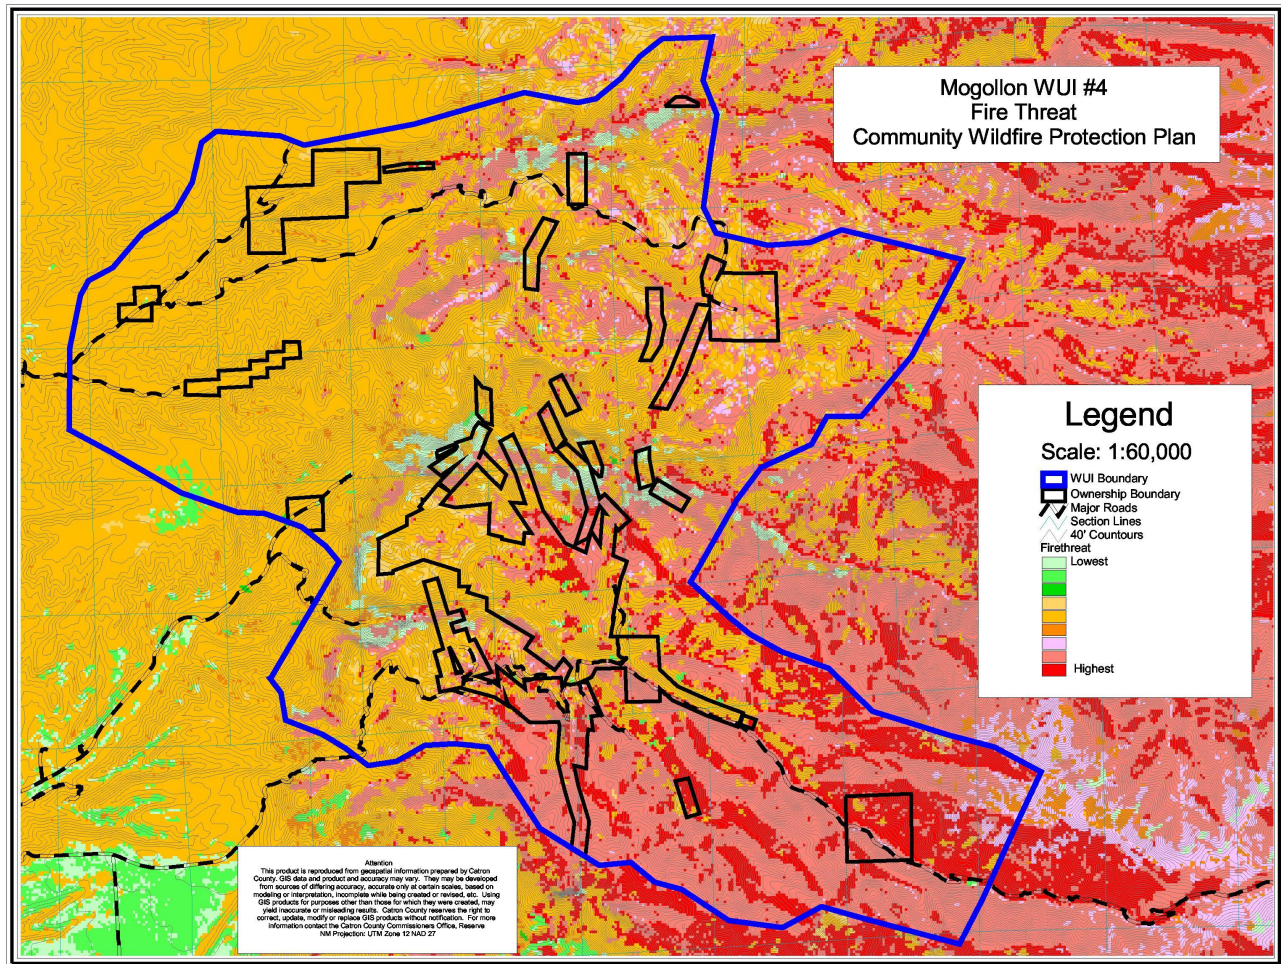 Mogollon WUI #4
Fire Threat
Community Wildfire Protection Plan
Legend
Scale: 1:60,000
WUI Boundary
Ownership Boundary
Major Roads
Section Lines
40' Countours
Firethreat
Lowest
Highest
Attention
This product is reproduced from geospatial information prepared by Catron
County. GIS data and product and accuracy may vary. They may be developed
from sources of differing accuracy, accurate only at certain scales, based on
modeling or interpretation, incomplete while being created or revised, etc. Using
GIS products for purposes other than those for which they were created, may
yield inaccurate or misleading results. Catron County reserves the right to
correct, update, modify or replace GIS products without notification. For more
information contact the Catron County Commissioners Office, Reserve
NM Projection: UTM Zone 12 NAD 27